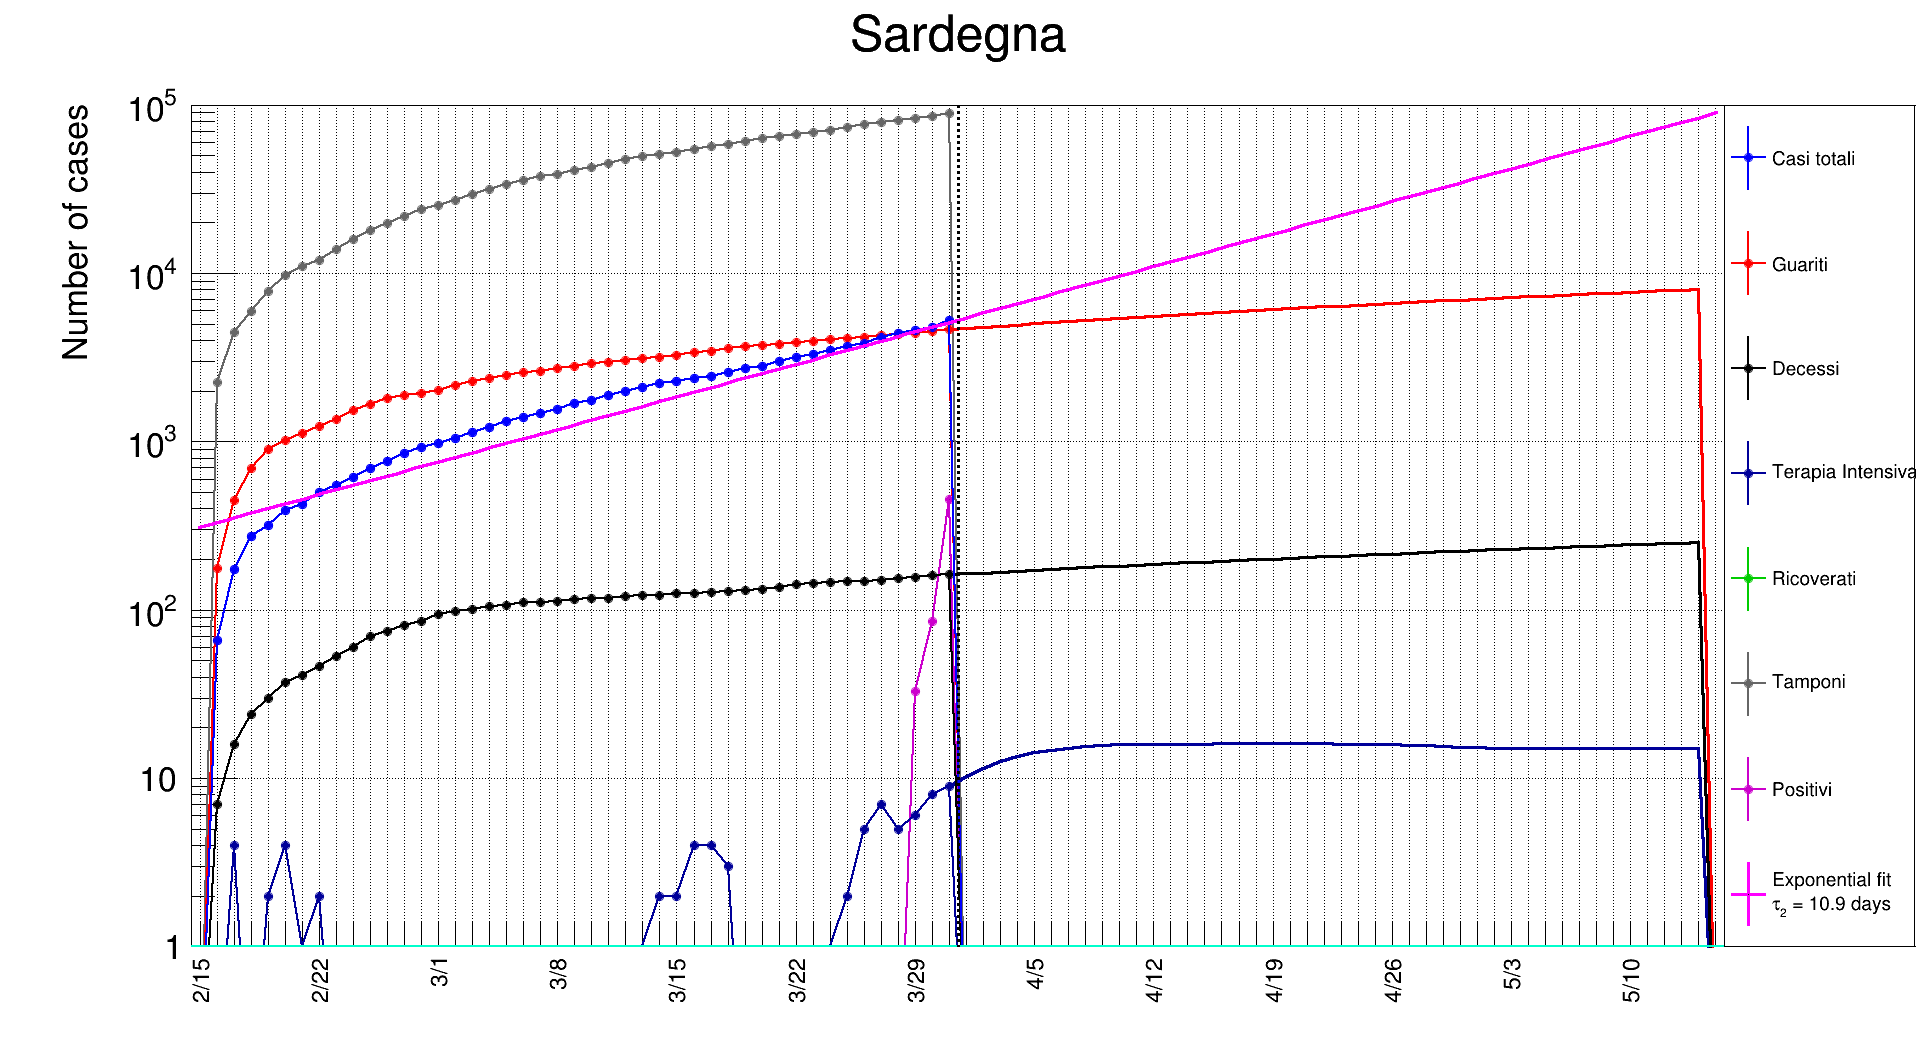 Sardegna
Number of cases
10^5
10^4
10^3
10^2
10
1
2/15
2/22
3/1
3/8
3/15
3/22
3/29
4/5
4/12
4/19
4/26
5/3
5/10
Casi totali
Guariti
Decessi
Terapia Intensiva
Ricoverati
Tamponi
Positivi
Exponential fit
τ_2 = 10.9 days